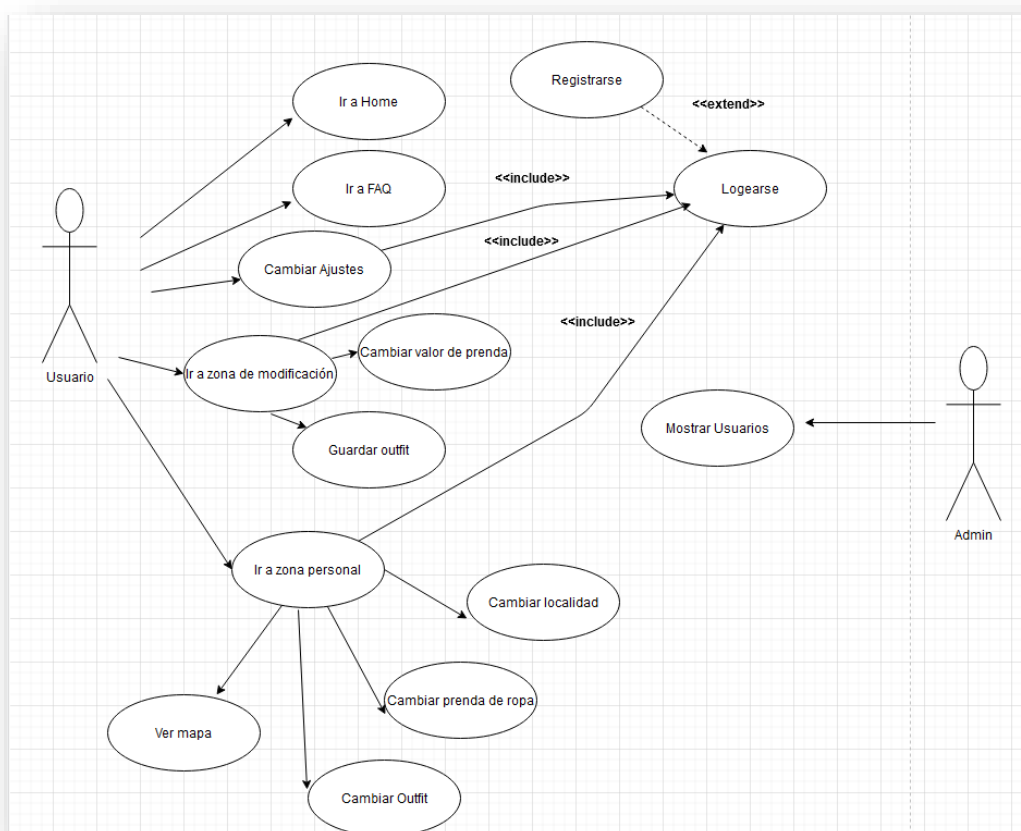 Registrarse
Ir a Home
<<extend>>
<<include>>
Ir a FAQ
Logearse
<<include>>
Cambiar Ajustes
<<include>>
Cambiar valor de prenda
Ir a zona de modificación
Usuario
Mostrar Usuarios
Guardar outfit
Admin
Ir a zona personal
Cambiar localidad
Cambiar prenda de ropa
Ver mapa
Cambiar Outfit